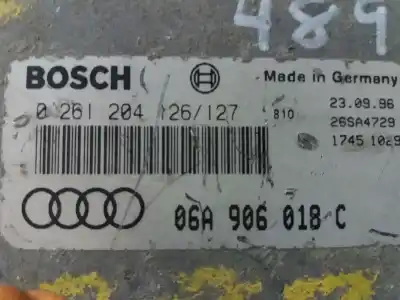 489
BOSCH
Made in Germany
0 261 204 126/127
810
23.09.96
26SA4729
1745 1029
06A 906 018 C